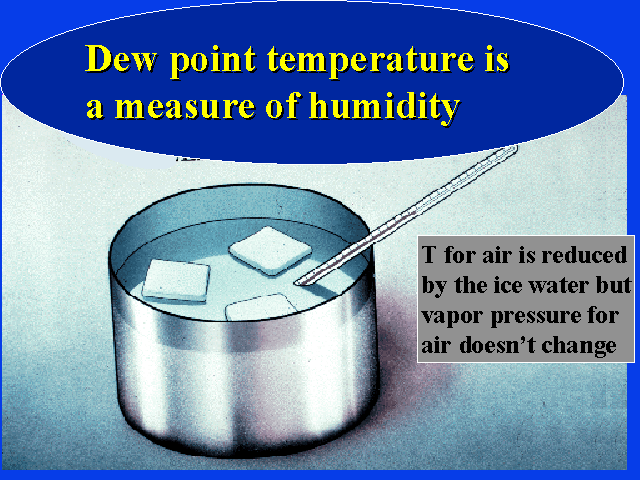 Dew point temperature is
a measure of humidity
T for air is reduced
by the ice water but
vapor pressure for
air doesn't change